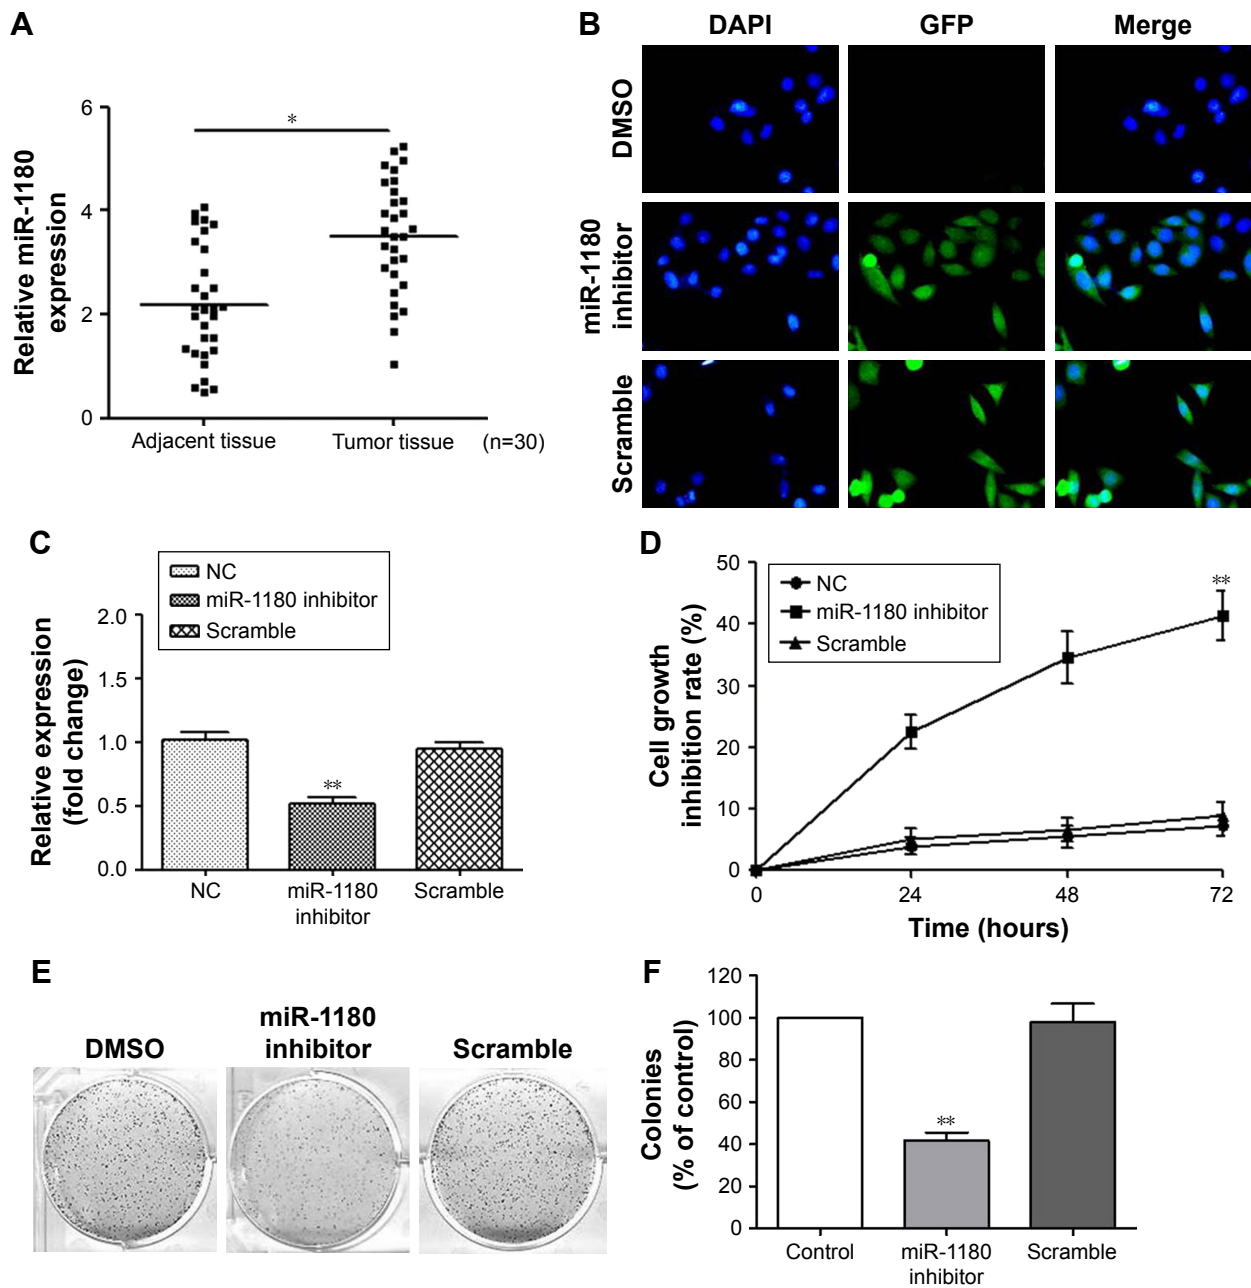 A
Relative miR-1180
expression
6
4
2
0
*
Adjacent tissue
Tumor tissue
(n=30)
B
DAPI
GFP
Merge
DMSO
miR-1180
inhibitor
Scramble
C
NC
miR-1180 inhibitor
Scramble
Relative expression
(fold change)
2.0
1.5
1.0
0.5
0.0
**
NC
miR-1180
inhibitor
Scramble
D
NC
miR-1180 inhibitor
Scramble
Cell growth
inhibition rate (%)
50
40
30
20
10
0
**
0
24
48
72
Time (hours)
E
DMSO
miR-1180
inhibitor
Scramble
F
Colonies
(% of control)
120
100
80
60
40
20
0
**
Control
miR-1180
inhibitor
Scramble